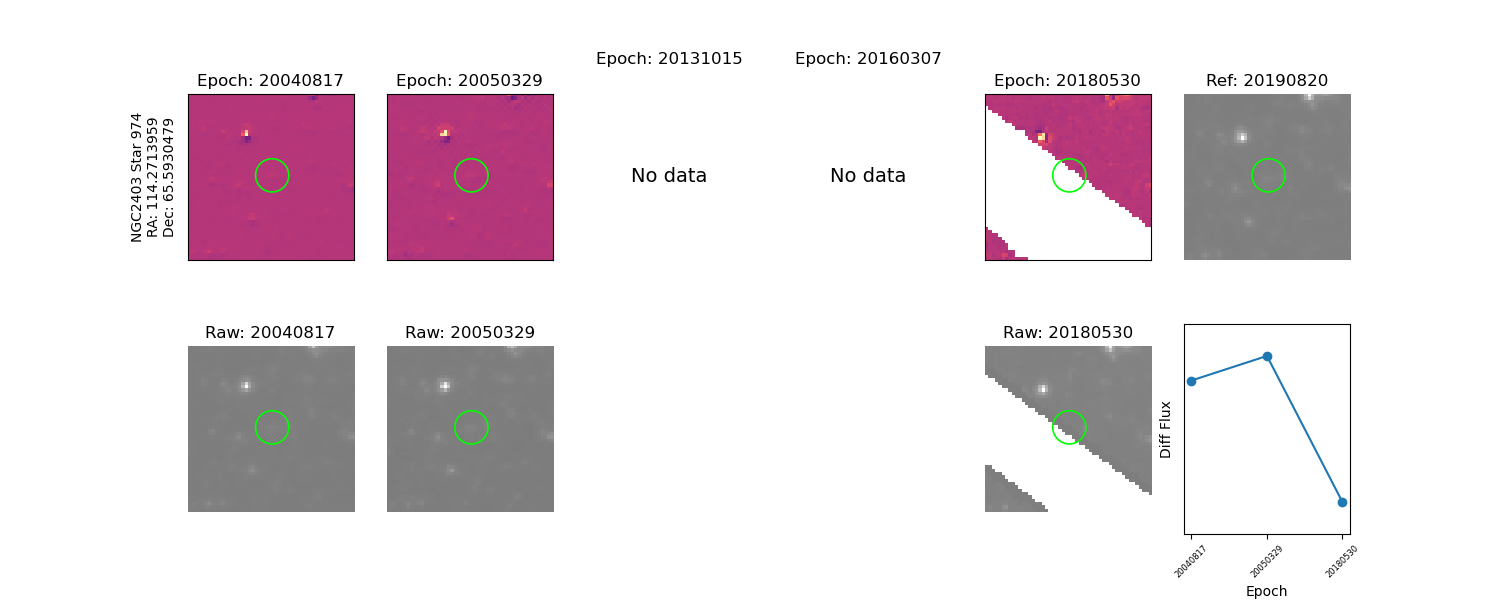 Epoch: 20040817
Epoch: 20050329
Epoch: 20131015
Epoch: 20160307
Epoch: 20180530
Ref: 20190820
NGC2403 Star 974
RA: 114.2713959
Dec: 65.5930479
No data
No data
Raw: 20040817
Raw: 20050329
Raw: 20180530
Diff Flux
20040817
20050329
20180530
Epoch